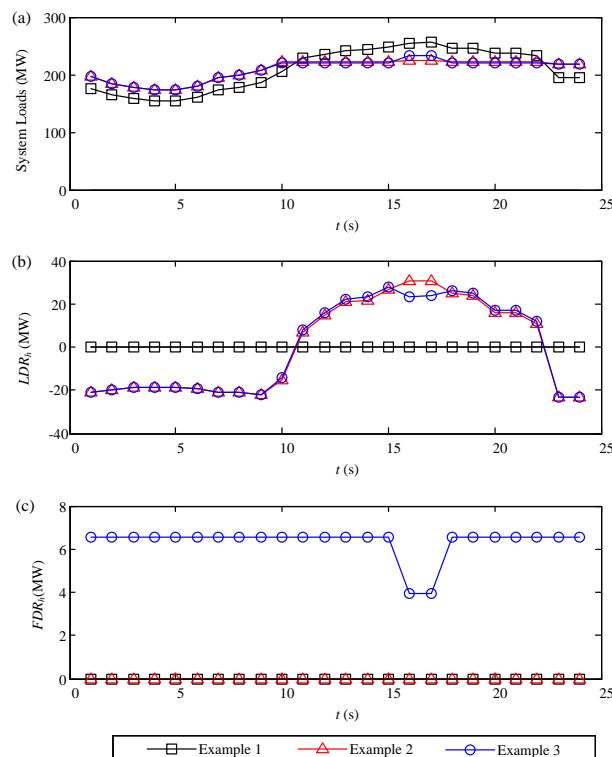 (a)
300
200
100
0
System Loads (MW)
0 5 10 15 20 25
t (s)
(b)
40
20
0
-20
-40
LDRₕ (MW)
0 5 10 15 20 25
t (s)
(c)
8
6
4
2
0
FDRₕ(MW)
0 5 10 15 20 25
t (s)
Example 1 Example 2 Example 3